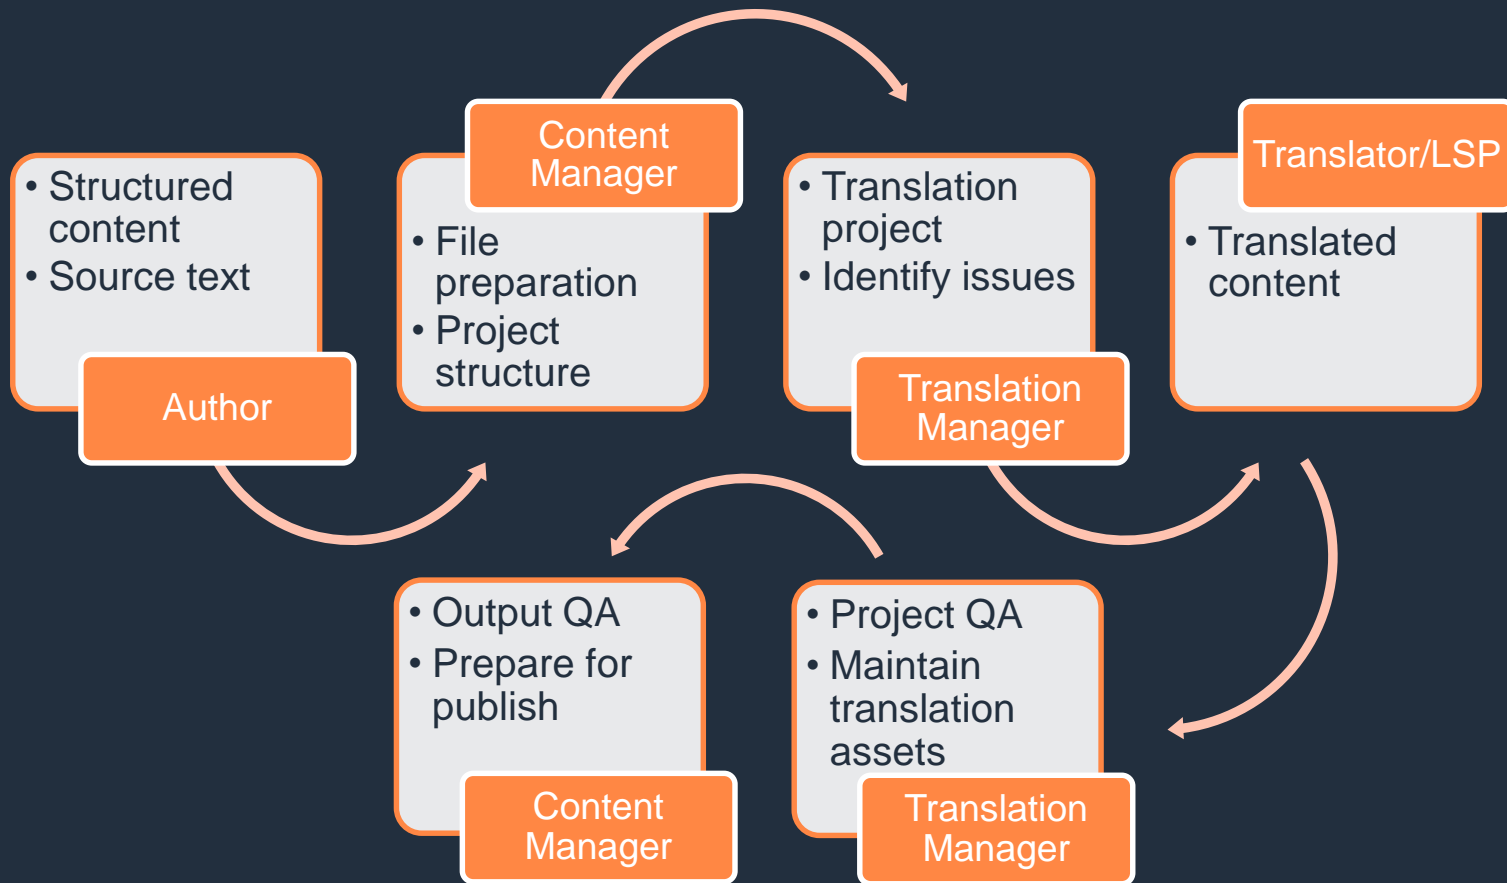 • Structured
content
• Source text
Author
Content
Manager
• File
preparation
• Project
structure
• Translation
project
• Identify issues
Translation
Manager
Translator/LSP
• Translated
content
• Project QA
• Maintain
translation
assets
Translation
Manager
• Output QA
• Prepare for
publish
Content
Manager